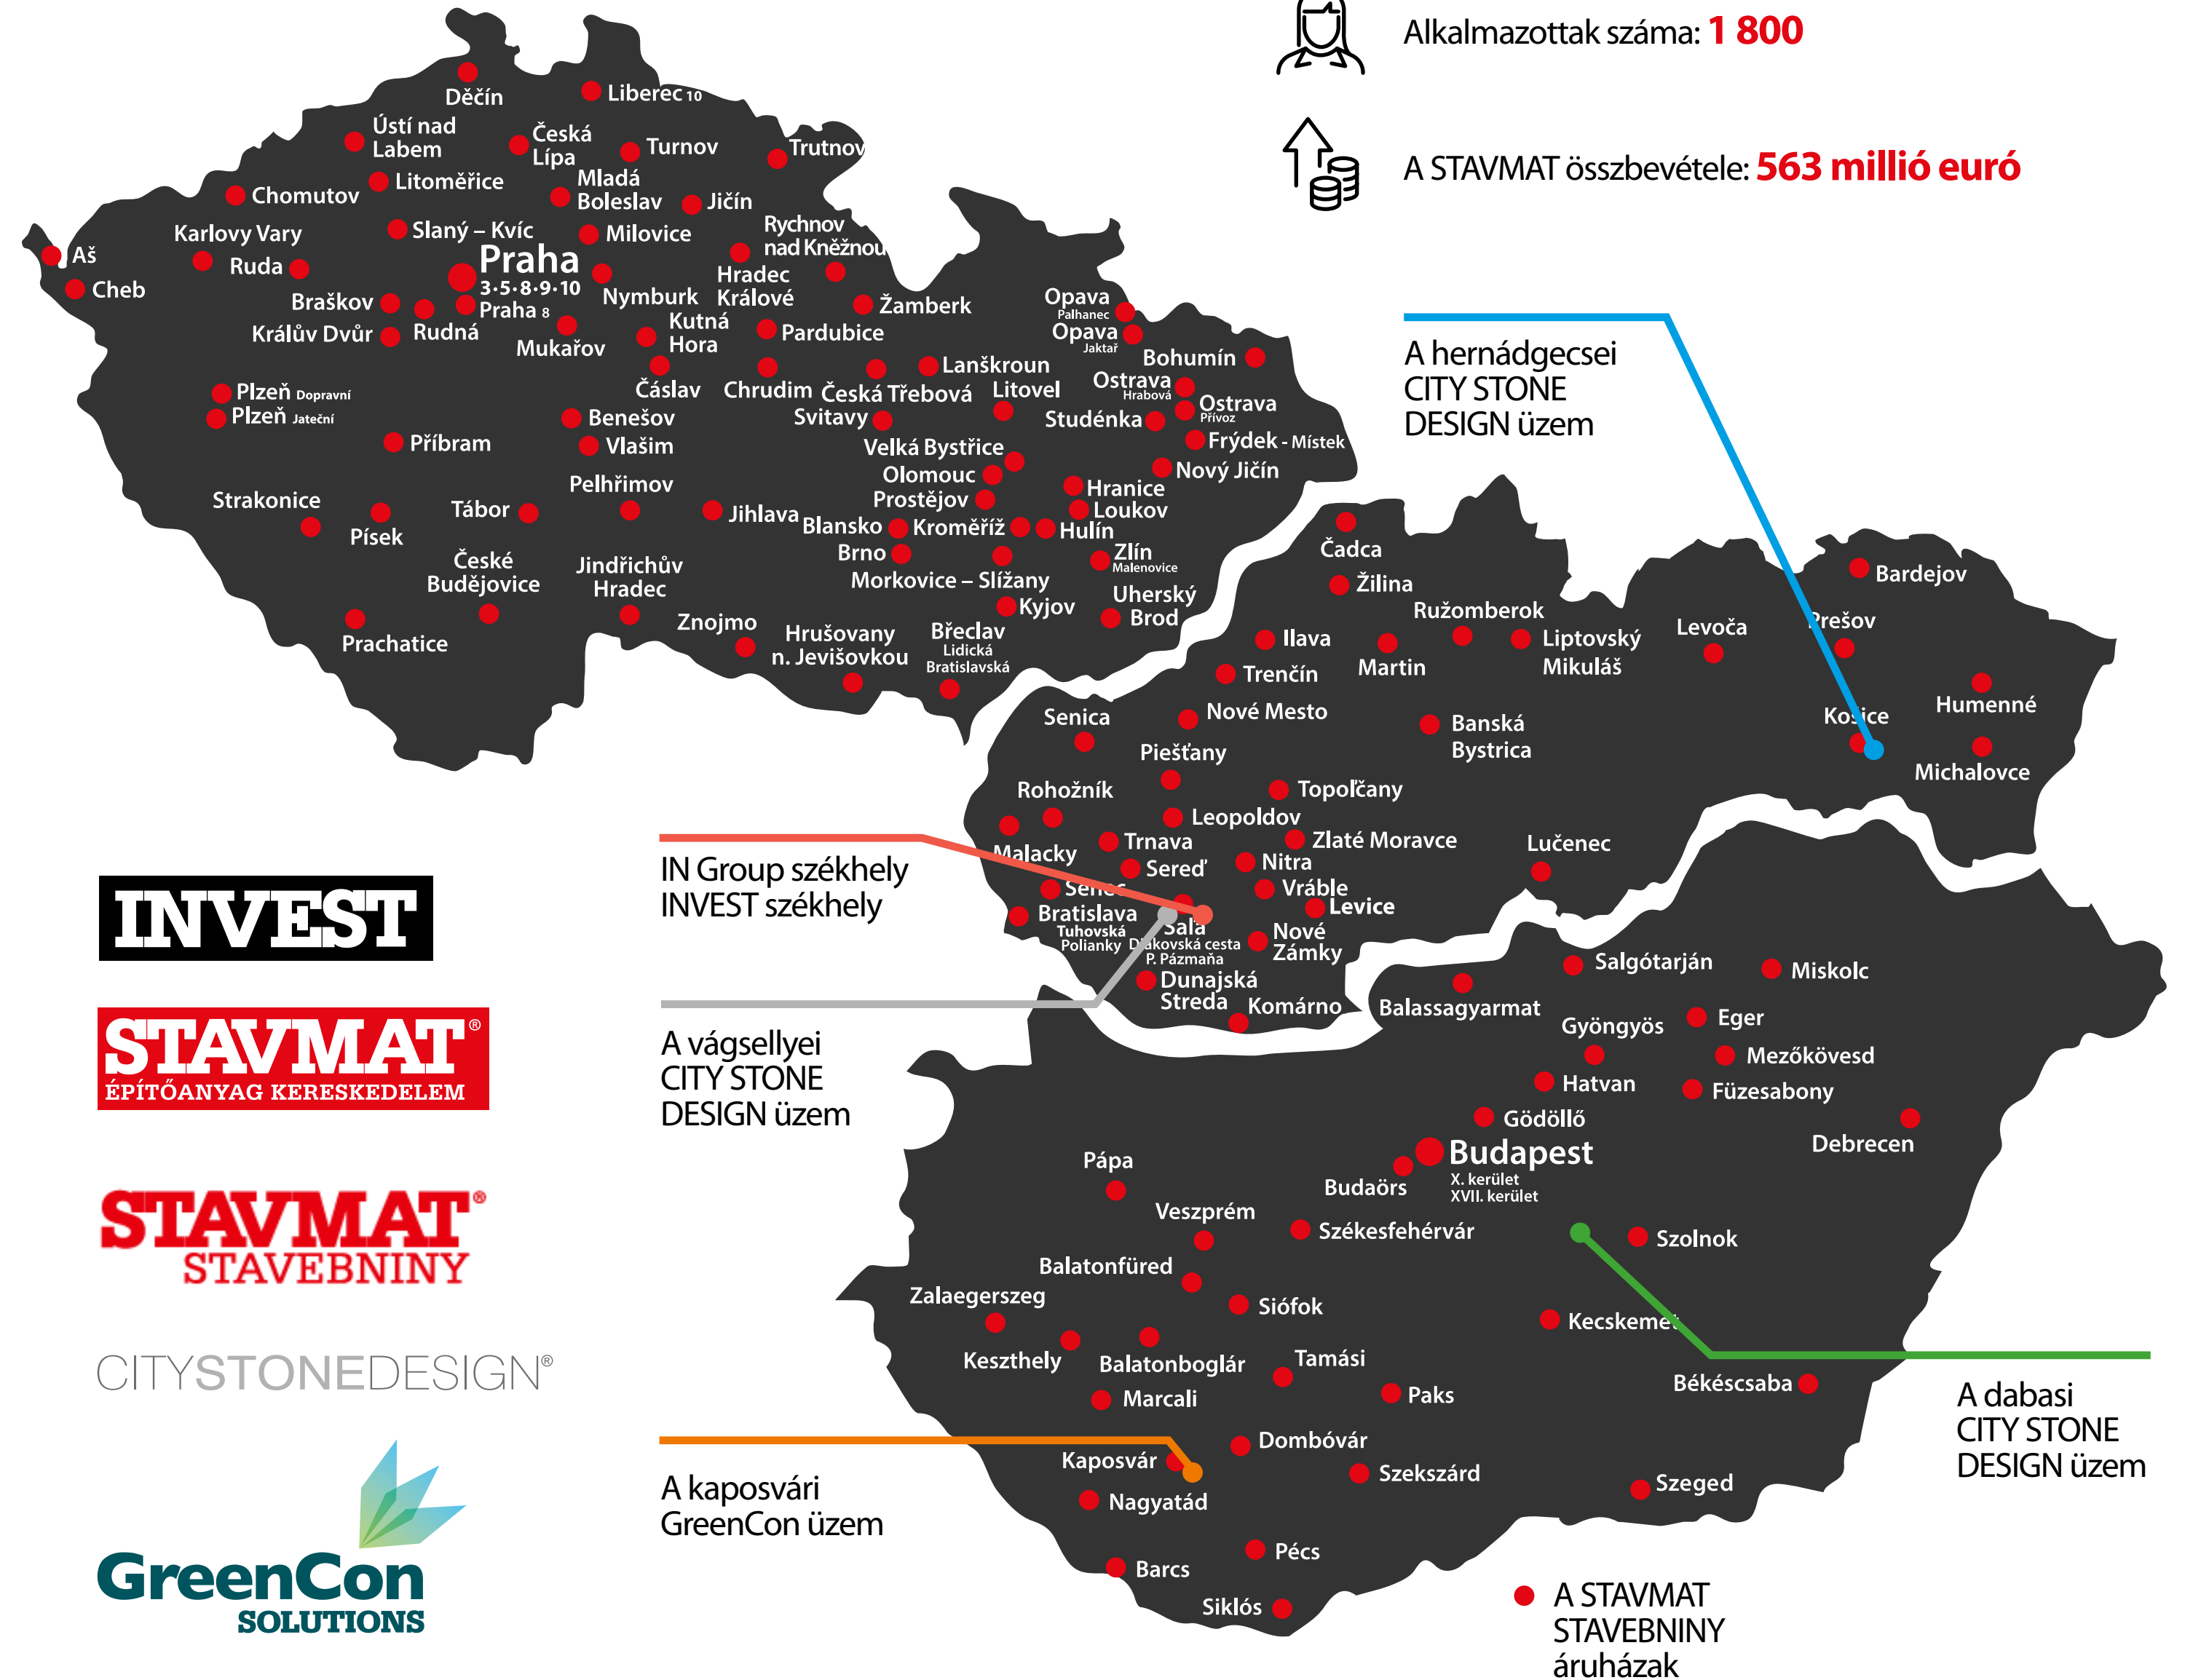 Alkalmazottak száma: 1 800
A STAVMAT összbevétele: 563 millió euró
Děčín
Liberec 10
Ústí nad
Labem
Česká
Lípa
Turnov
Trutnov
Chomutov
Litoměřice
Mladá
Boleslav
Jičín
Karlovy Vary
Slaný – Kvíc
Milovice
Rychnov
nad Kněžnou
Aš
Cheb
Ruda
Praha
3·5·8·9·10
Praha 8
Nymburk
Hradec
Králové
Braškov
Králův Dvůr
Rudná
Mukařov
Kutná
Hora
Žamberk
Pardubice
Opava
Palhanec
Opava
Jaktař
Bohumín
Čáslav
Chrudim
Česká Třebová
Lanškroun
Litovel
Ostrava
Hrabová
Ostrava
Přívoz
Plzeň Dopravní
Plzeň Jateční
Benešov
Vlašim
Svitavy
Studénka
Příbram
Velká Bystřice
Olomouc
Prostějov
Frýdek - Místek
Nový Jičín
Strakonice
Písek
Tábor
Pelhřimov
Jihlava
Hranice
Loukov
Blansko
Kroměříž
Hulín
Brno
Zlín
Malenovice
České
Budějovice
Jindřichův
Hradec
Morkovice – Slížany
Prachatice
Znojmo
Hrušovany
n. Jevišovkou
Břeclav
Lidická
Bratislavská
Kyjov
Uherský
Brod
A hernádgecsei
CITY STONE
DESIGN üzem
Čadca
Žilina
Bardejov
Ružomberok
Ilava
Martin
Liptovský
Mikuláš
Levoča
Prešov
Trenčín
Senica
Nové Mesto
Banská
Bystrica
Košice
Humenné
Piešťany
Michalovce
Rohožník
Topoľčany
Leopoldov
Malacky
Trnava
Zlaté Moravce
Lučenec
Sereď
Nitra
Senec
Vráble
Levice
Bratislava
Tuhovská
Polianky
Šaľa
Diakovská cesta
P. Pázmaňa
Nové
Zámky
Dunajská
Streda
Komárno
INVEST
IN Group székhely
INVEST székhely
STAVMAT®
ÉPÍTŐANYAG KERESKEDELEM
A vágsellyei
CITY STONE
DESIGN üzem
STAVMAT®
STAVEBNINY
CITYSTONEDESIGN®
GreenCon
SOLUTIONS
A kaposvári
GreenCon üzem
Balassagyarmat
Salgótarján
Miskolc
Gyöngyös
Eger
Mezőkövesd
Hatvan
Füzesabony
Gödöllő
Debrecen
Budapest
X. kerület
XVII. kerület
Budaörs
Pápa
Veszprém
Székesfehérvár
Szolnok
Balatonfüred
Zalaegerszeg
Siófok
Kecskemét
Keszthely
Balatonboglár
Tamási
Marcali
Paks
Békéscsaba
A dabasi
CITY STONE
DESIGN üzem
Kaposvár
Dombóvár
Szekszárd
Nagyatád
Szeged
Pécs
Barcs
Siklós
A STAVMAT
STAVEBNINY
áruházak